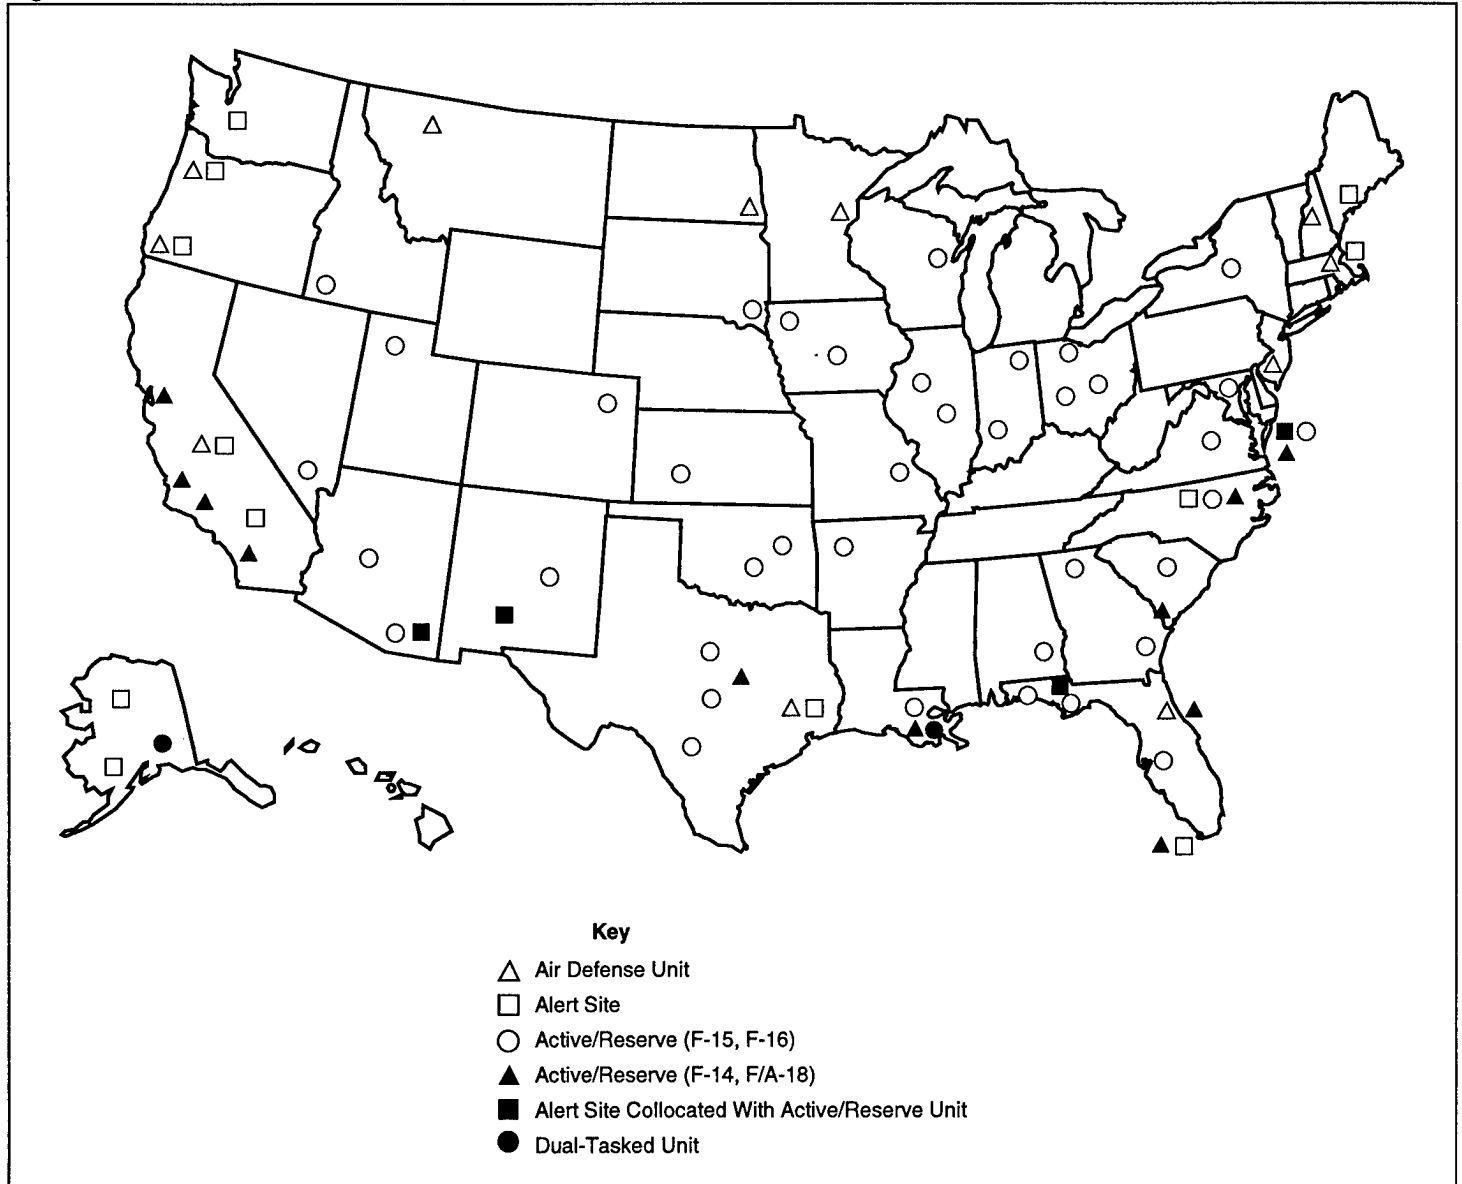 Key
Air Defense Unit
Alert Site
Active/Reserve (F-15, F-16)
Active/Reserve (F-14, F/A-18)
Alert Site Collocated With Active/Reserve Unit
Dual-Tasked Unit